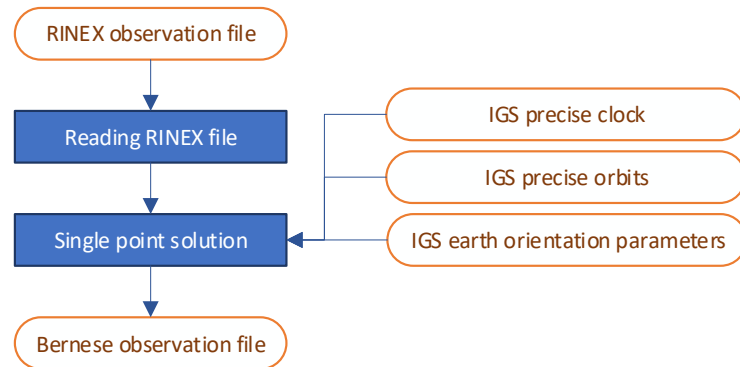 RINEX observation file
Reading RINEX file
Single point solution
Bernese observation file
IGS precise clock
IGS precise orbits
IGS earth orientation parameters